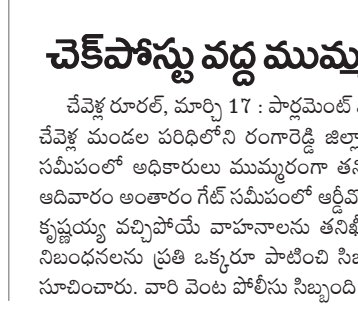 చెక్‌పోస్టు వద్ద ముమ్మ
చేవెళ్ల రూరల్, మార్చి 17 : పార్లమెంట్
చేవెళ్ల మండల పరిధిలోని రంగారెడ్డి జిల్లా
సమీపంలో అధికారులు ముమ్మరంగా తని
ఆదివారం అంతారం గేట్ సమీపంలో ఆర్డీవో
కృష్ణయ్య వచ్చిపోయే వాహనాలను తనిఖీ
నిబంధనలను ప్రతి ఒక్కరూ పాటించి సిబ
సూచించారు. వారి వెంట పోలీసు సిబ్బంది